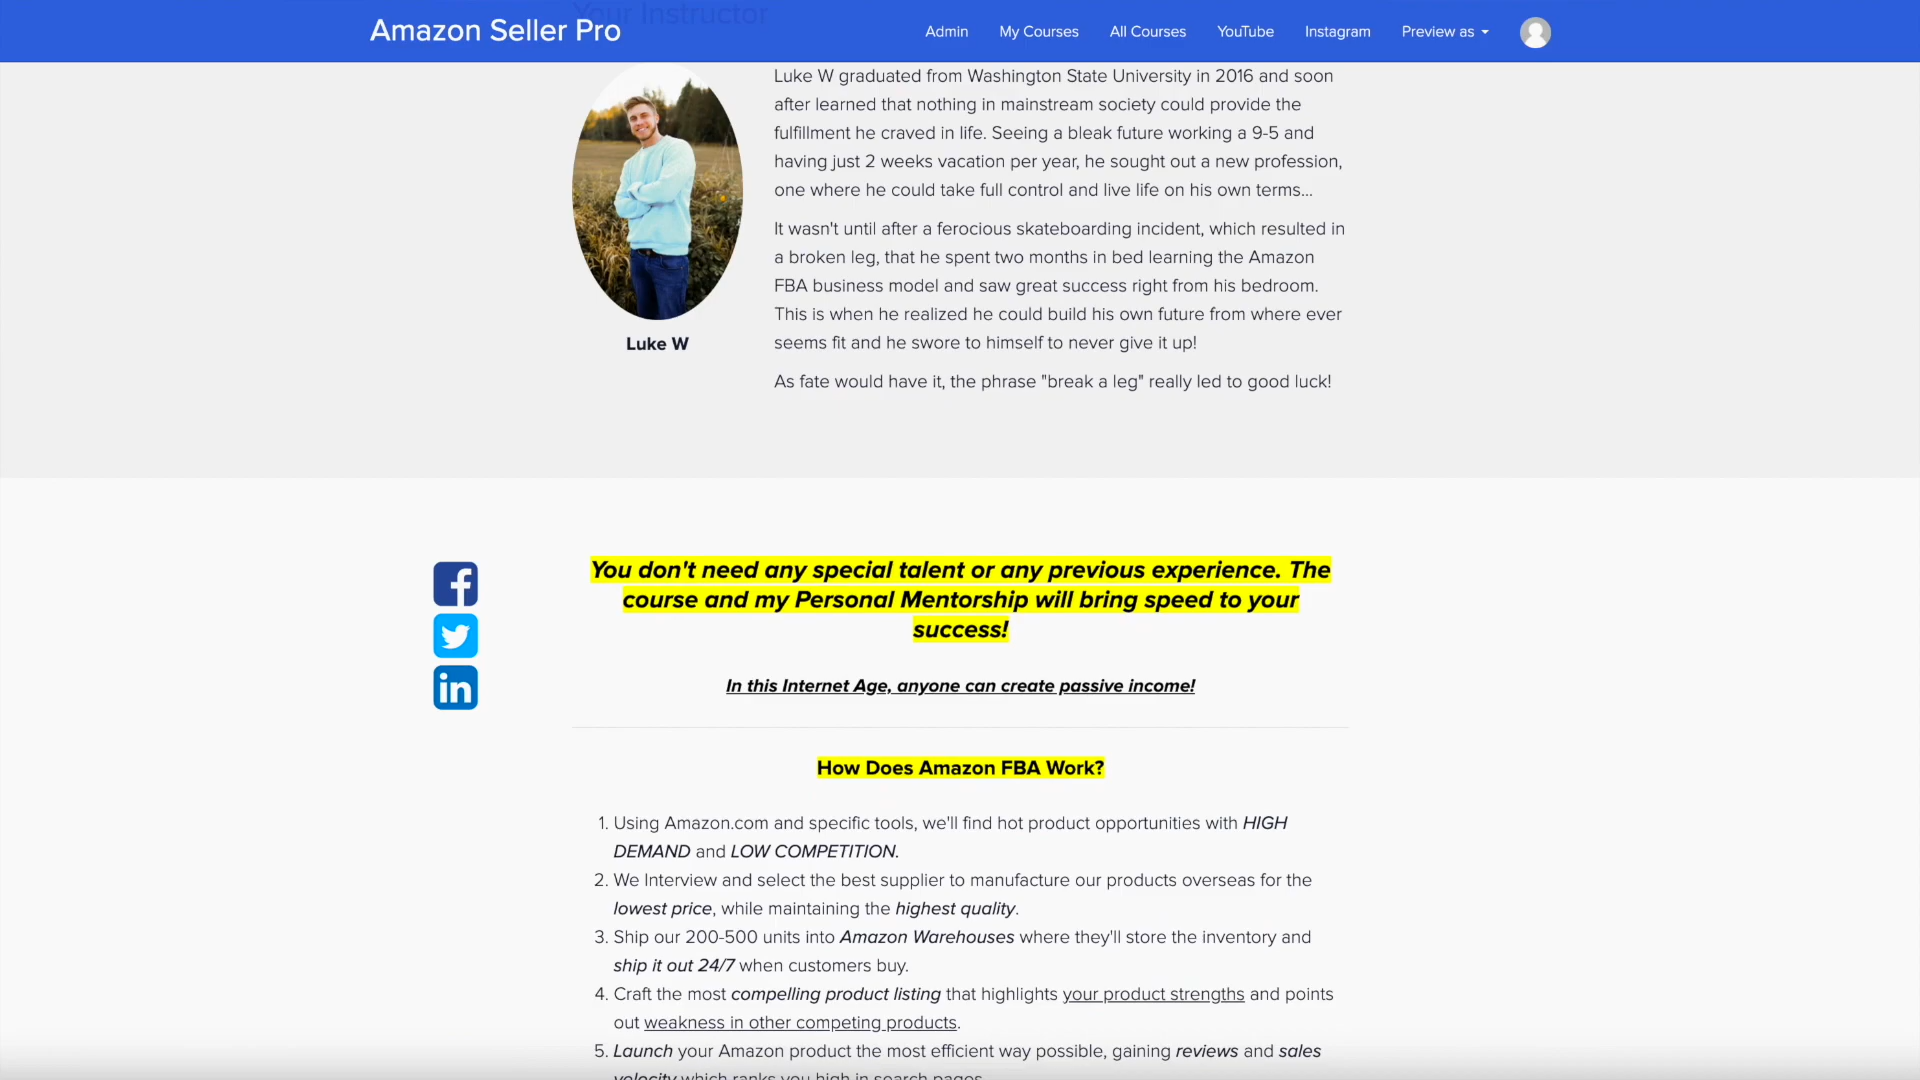 Your Instructor
Amazon Seller Pro
Admin
My Courses
All Courses
YouTube
Instagram
Preview as
Luke W graduated from Washington State University in 2016 and soon
after learned that nothing in mainstream society could provide the
fulfillment he craved in life. Seeing a bleak future working a 9-5 and
having just 2 weeks vacation per year, he sought out a new profession,
one where he could take full control and live life on his own terms...
It wasn't until after a ferocious skateboarding incident, which resulted in
a broken leg, that he spent two months in bed learning the Amazon
FBA business model and saw great success right from his bedroom.
This is when he realized he could build his own future from where ever
seems fit and he swore to himself to never give it up!
As fate would have it, the phrase "break a leg" really led to good luck!
Luke W
You don't need any special talent or any previous experience. The
course and my Personal Mentorship will bring speed to your
success!
In this Internet Age, anyone can create passive income!
How Does Amazon FBA Work?
1. Using Amazon.com and specific tools, we'll find hot product opportunities with HIGH
DEMAND and LOW COMPETITION.
2. We Interview and select the best supplier to manufacture our products overseas for the
lowest price, while maintaining the highest quality.
3. Ship our 200-500 units into Amazon Warehouses where they'll store the inventory and
ship it out 24/7 when customers buy.
4. Craft the most compelling product listing that highlights your product strengths and points
out weakness in other competing products.
5. Launch your Amazon product the most efficient way possible, gaining reviews and sales
velocity which ranks you high in search pages.